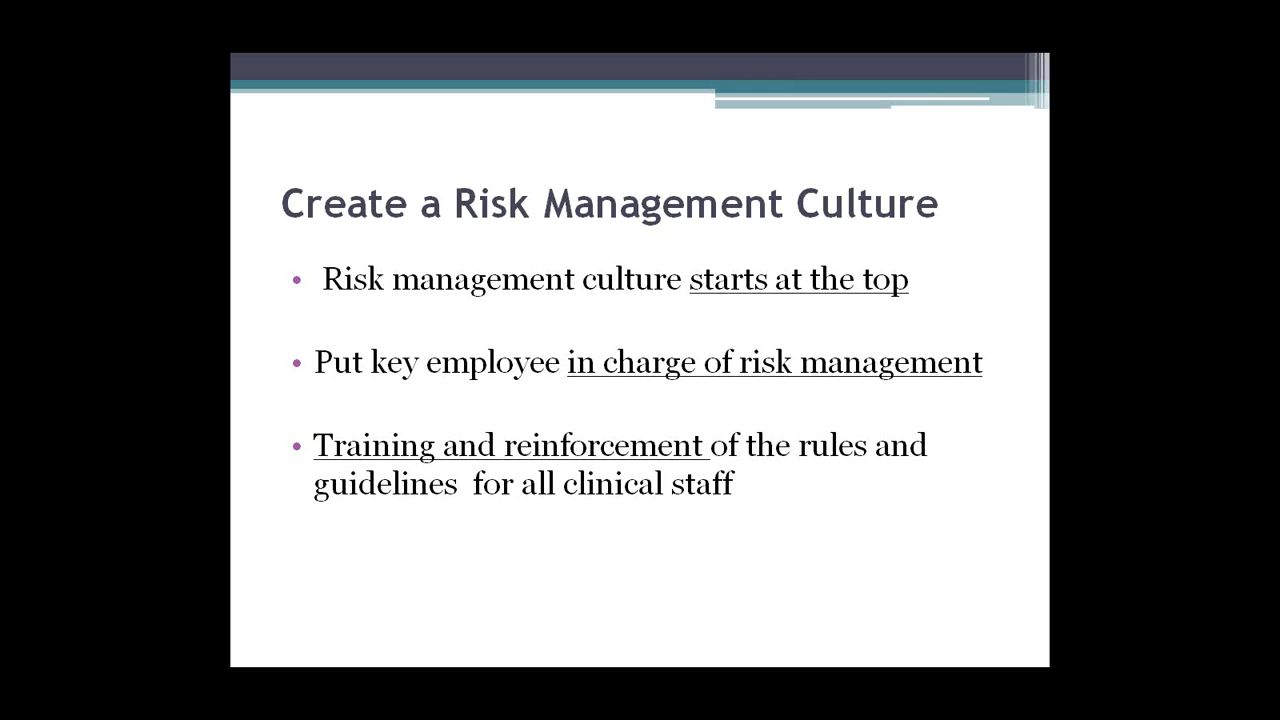 Create a Risk Management Culture
• Risk management culture starts at the top
• Put key employee in charge of risk management
• Training and reinforcement of the rules and
guidelines  for all clinical staff